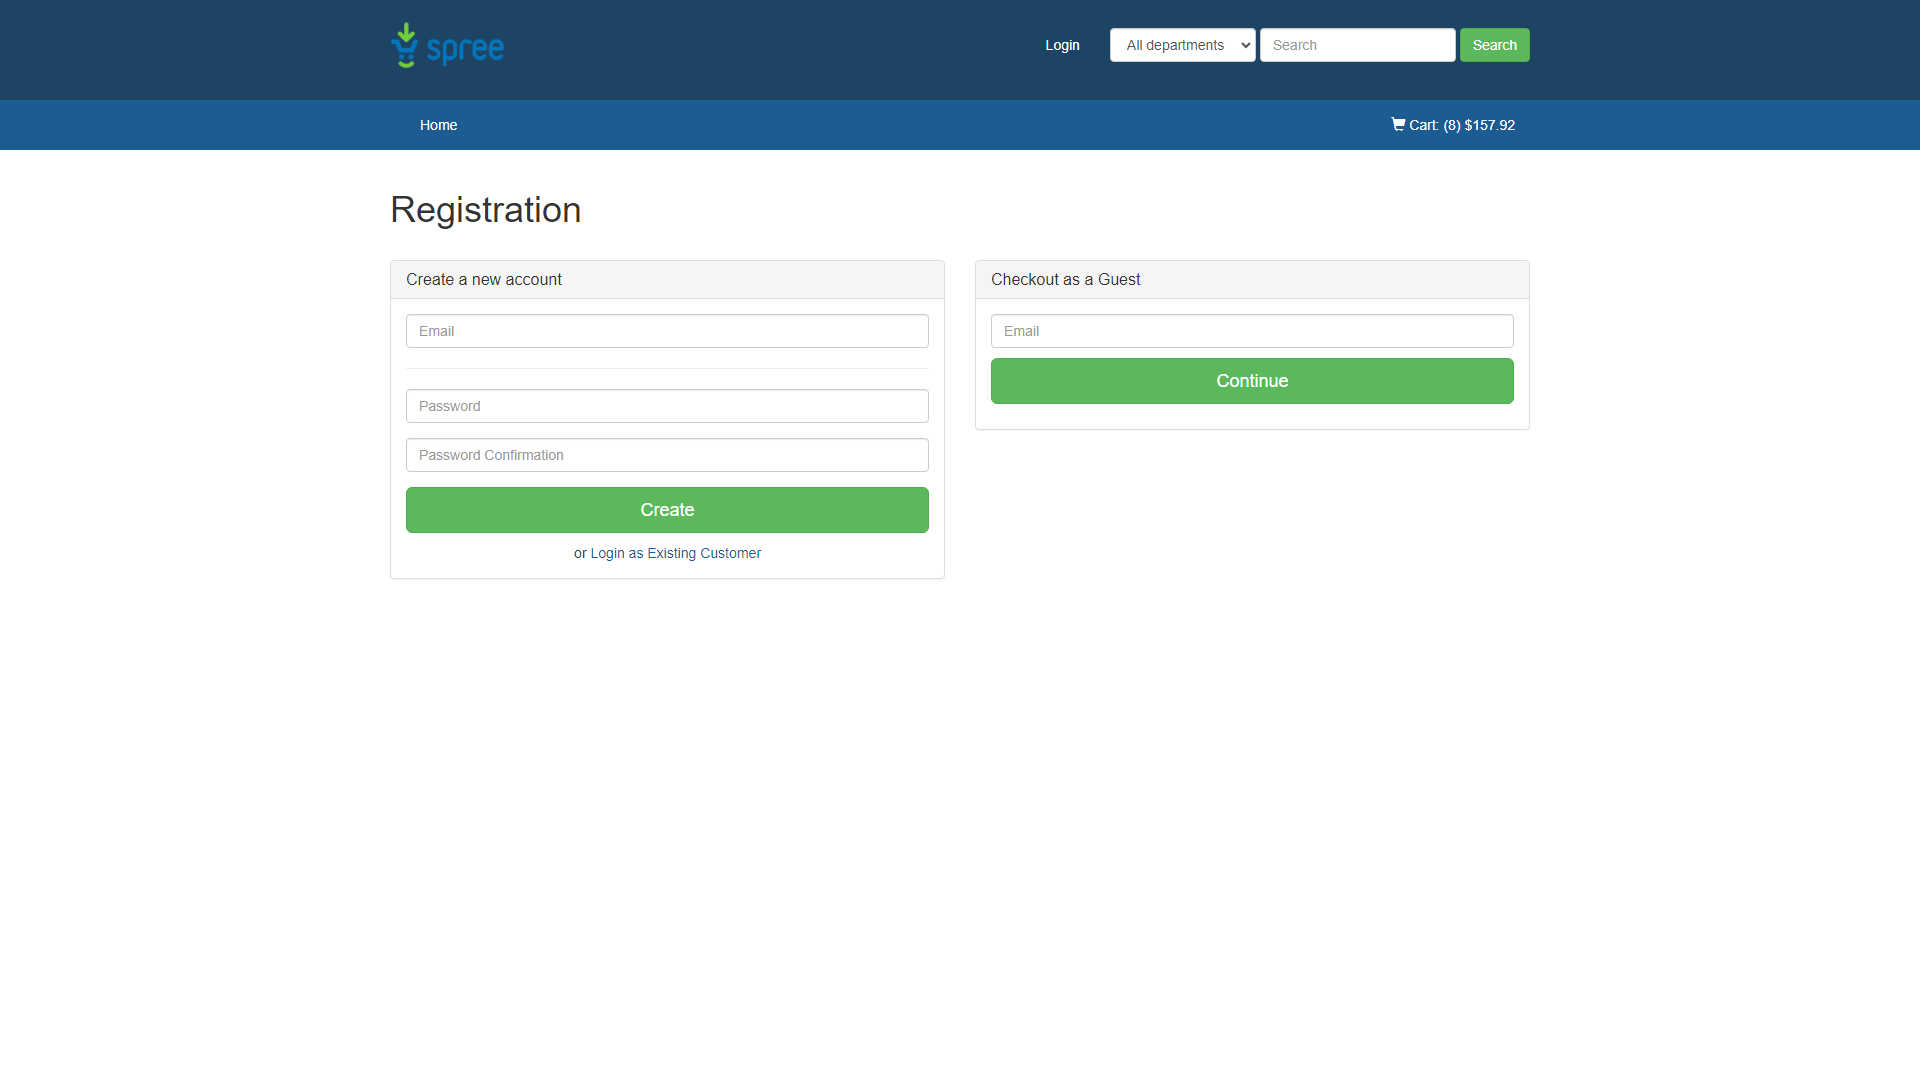 spree
Login
All departments
Search
Search
Home
Cart: (8) $157.92
Registration
Create a new account
Email
Password
Password Confirmation
Create
or Login as Existing Customer
Checkout as a Guest
Email
Continue